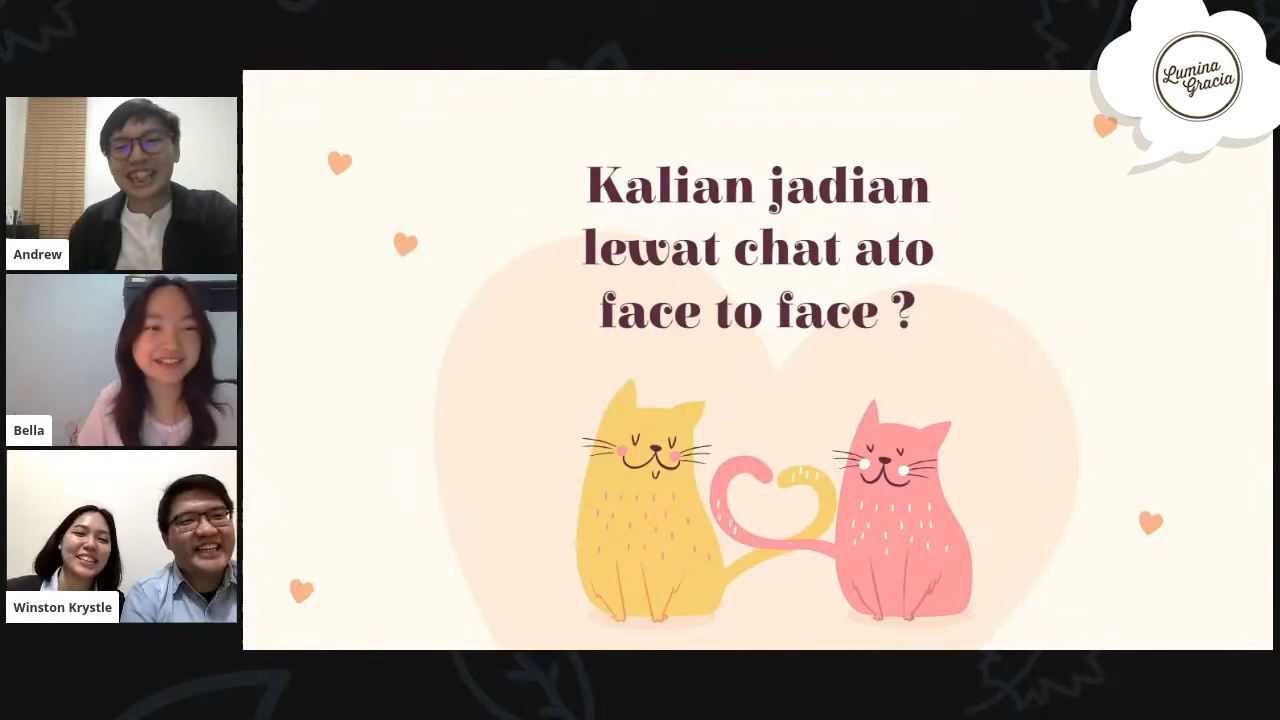 Lumina
Gracia
Kalian jadian
lewat chat ato
face to face ?
Andrew
Bella
Winston Krystle